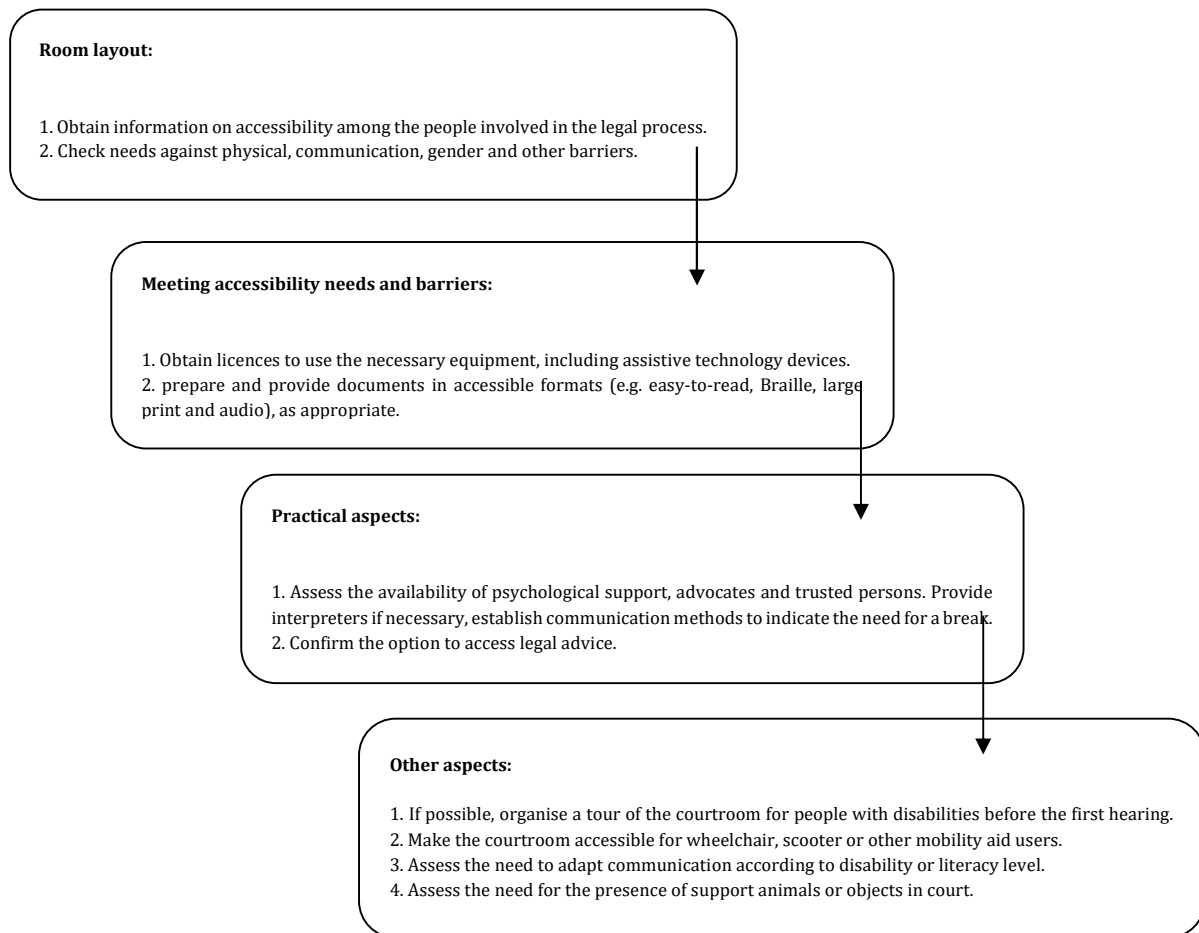 Room layout:
1. Obtain information on accessibility among the people involved in the legal process.
2. Check needs against physical, communication, gender and other barriers.
Meeting accessibility needs and barriers:
1. Obtain licences to use the necessary equipment, including assistive technology devices.
2. prepare and provide documents in accessible formats (e.g. easy-to-read, Braille, large
print and audio), as appropriate.
Practical aspects:
1. Assess the availability of psychological support, advocates and trusted persons. Provide
interpreters if necessary, establish communication methods to indicate the need for a break.
2. Confirm the option to access legal advice.
Other aspects:
1. If possible, organise a tour of the courtroom for people with disabilities before the first hearing.
2. Make the courtroom accessible for wheelchair, scooter or other mobility aid users.
3. Assess the need to adapt communication according to disability or literacy level.
4. Assess the need for the presence of support animals or objects in court.